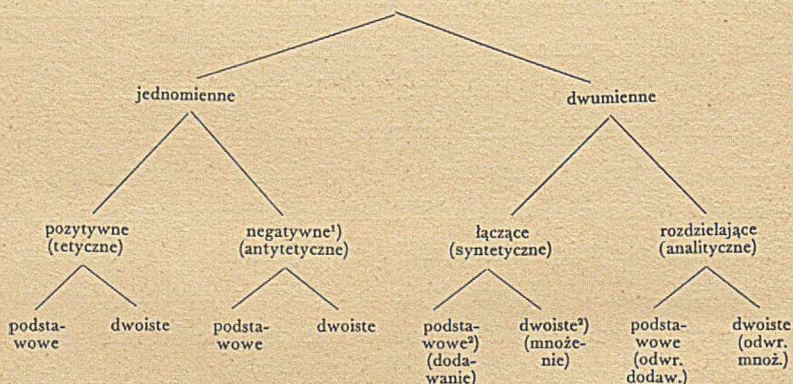 jednomienne
dwumienne
pozytywne
(tetyczne)
negatywne¹)
(antytetyczne)
łączące
(syntetyczne)
rozdzielające
(analityczne)
podsta-
wowe
dwoiste
podsta-
wowe
dwoiste
podsta-
wowe²)
(doda-
wanie)
dwoiste²)
(mnoże-
nie)
podsta-
wowe
(odwr.
dodaw.)
dwoiste
(odwr.
mnoż.)